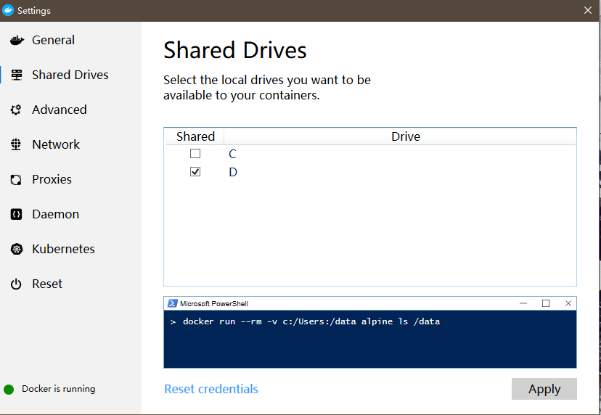 Settings
General
Shared Drives
Advanced
Network
Proxies
Daemon
Kubernetes
Reset
Docker is running
Shared Drives
Select the local drives you want to be
available to your containers.
Shared Drive
C
D
Microsoft PowerShell
> docker run --rm -v c:/Users:/data alpine ls /data
Reset credentials
Apply